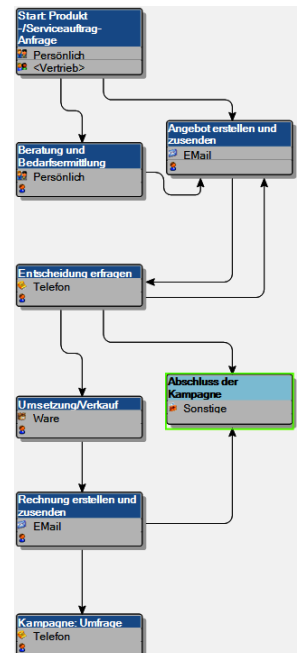 Start: Produkt
-/Serviceauftrag-
Anfrage
Persönlich
<Vertrieb>
Angebot erstellen und
zusenden
EMail
Beratung und
Bedarfsermittlung
Persönlich
Entscheidung erfragen
Telefon
Abschluss der
Kampagne
Sonstige
Umsetzung/Verkauf
Ware
Rechnung erstellen und
zusenden
EMail
Kampagne: Umfrage
Telefon